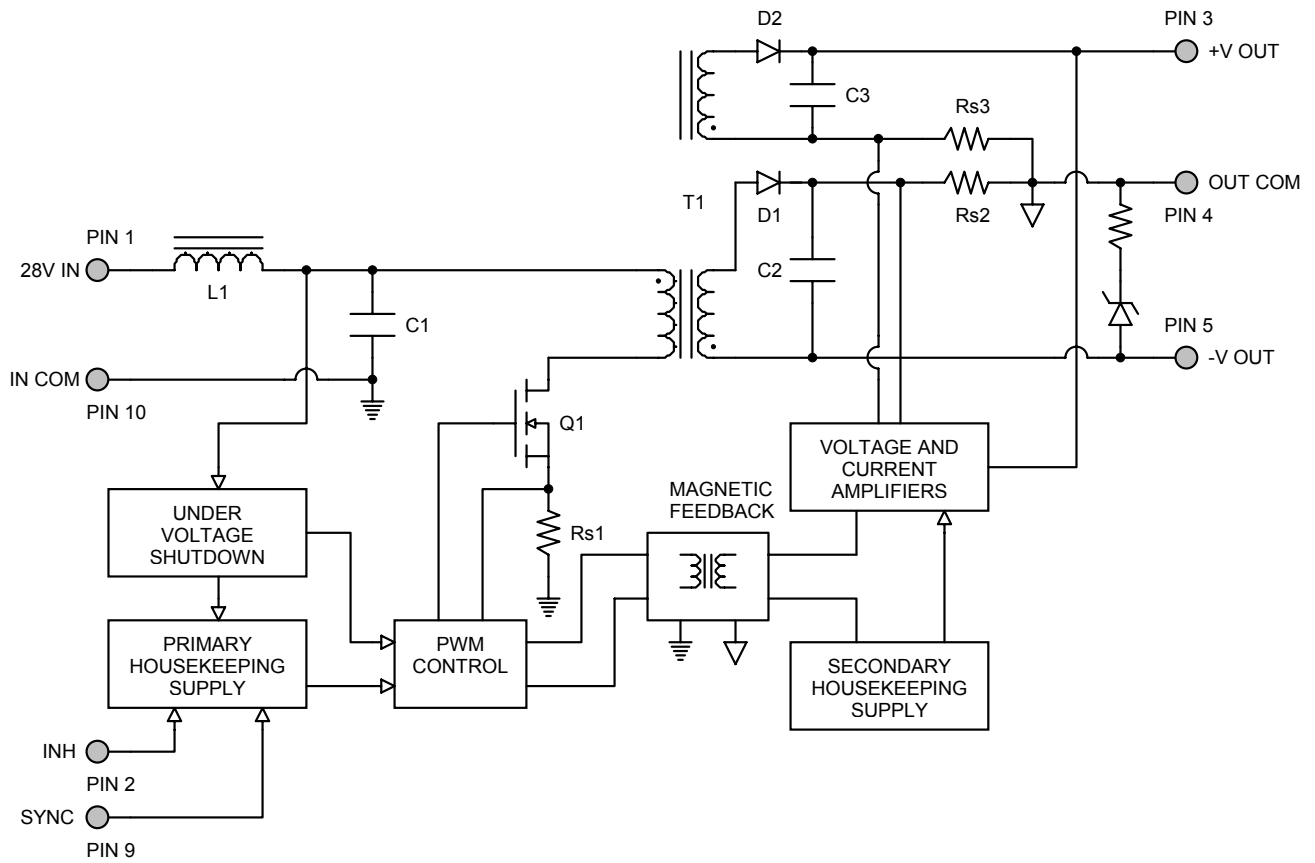 D2
PIN 3
+V OUT
C3
Rs3
T1
D1
Rs2
OUT COM
PIN 4
PIN 1
28V IN
L1
C1
C2
PIN 5
-V OUT
IN COM
PIN 10
Q1
VOLTAGE AND
CURRENT
AMPLIFIERS
MAGNETIC
FEEDBACK
UNDER
VOLTAGE
SHUTDOWN
Rs1
PRIMARY
HOUSEKEEPING
SUPPLY
PWM
CONTROL
SECONDARY
HOUSEKEEPING
SUPPLY
INH
PIN 2
SYNC
PIN 9